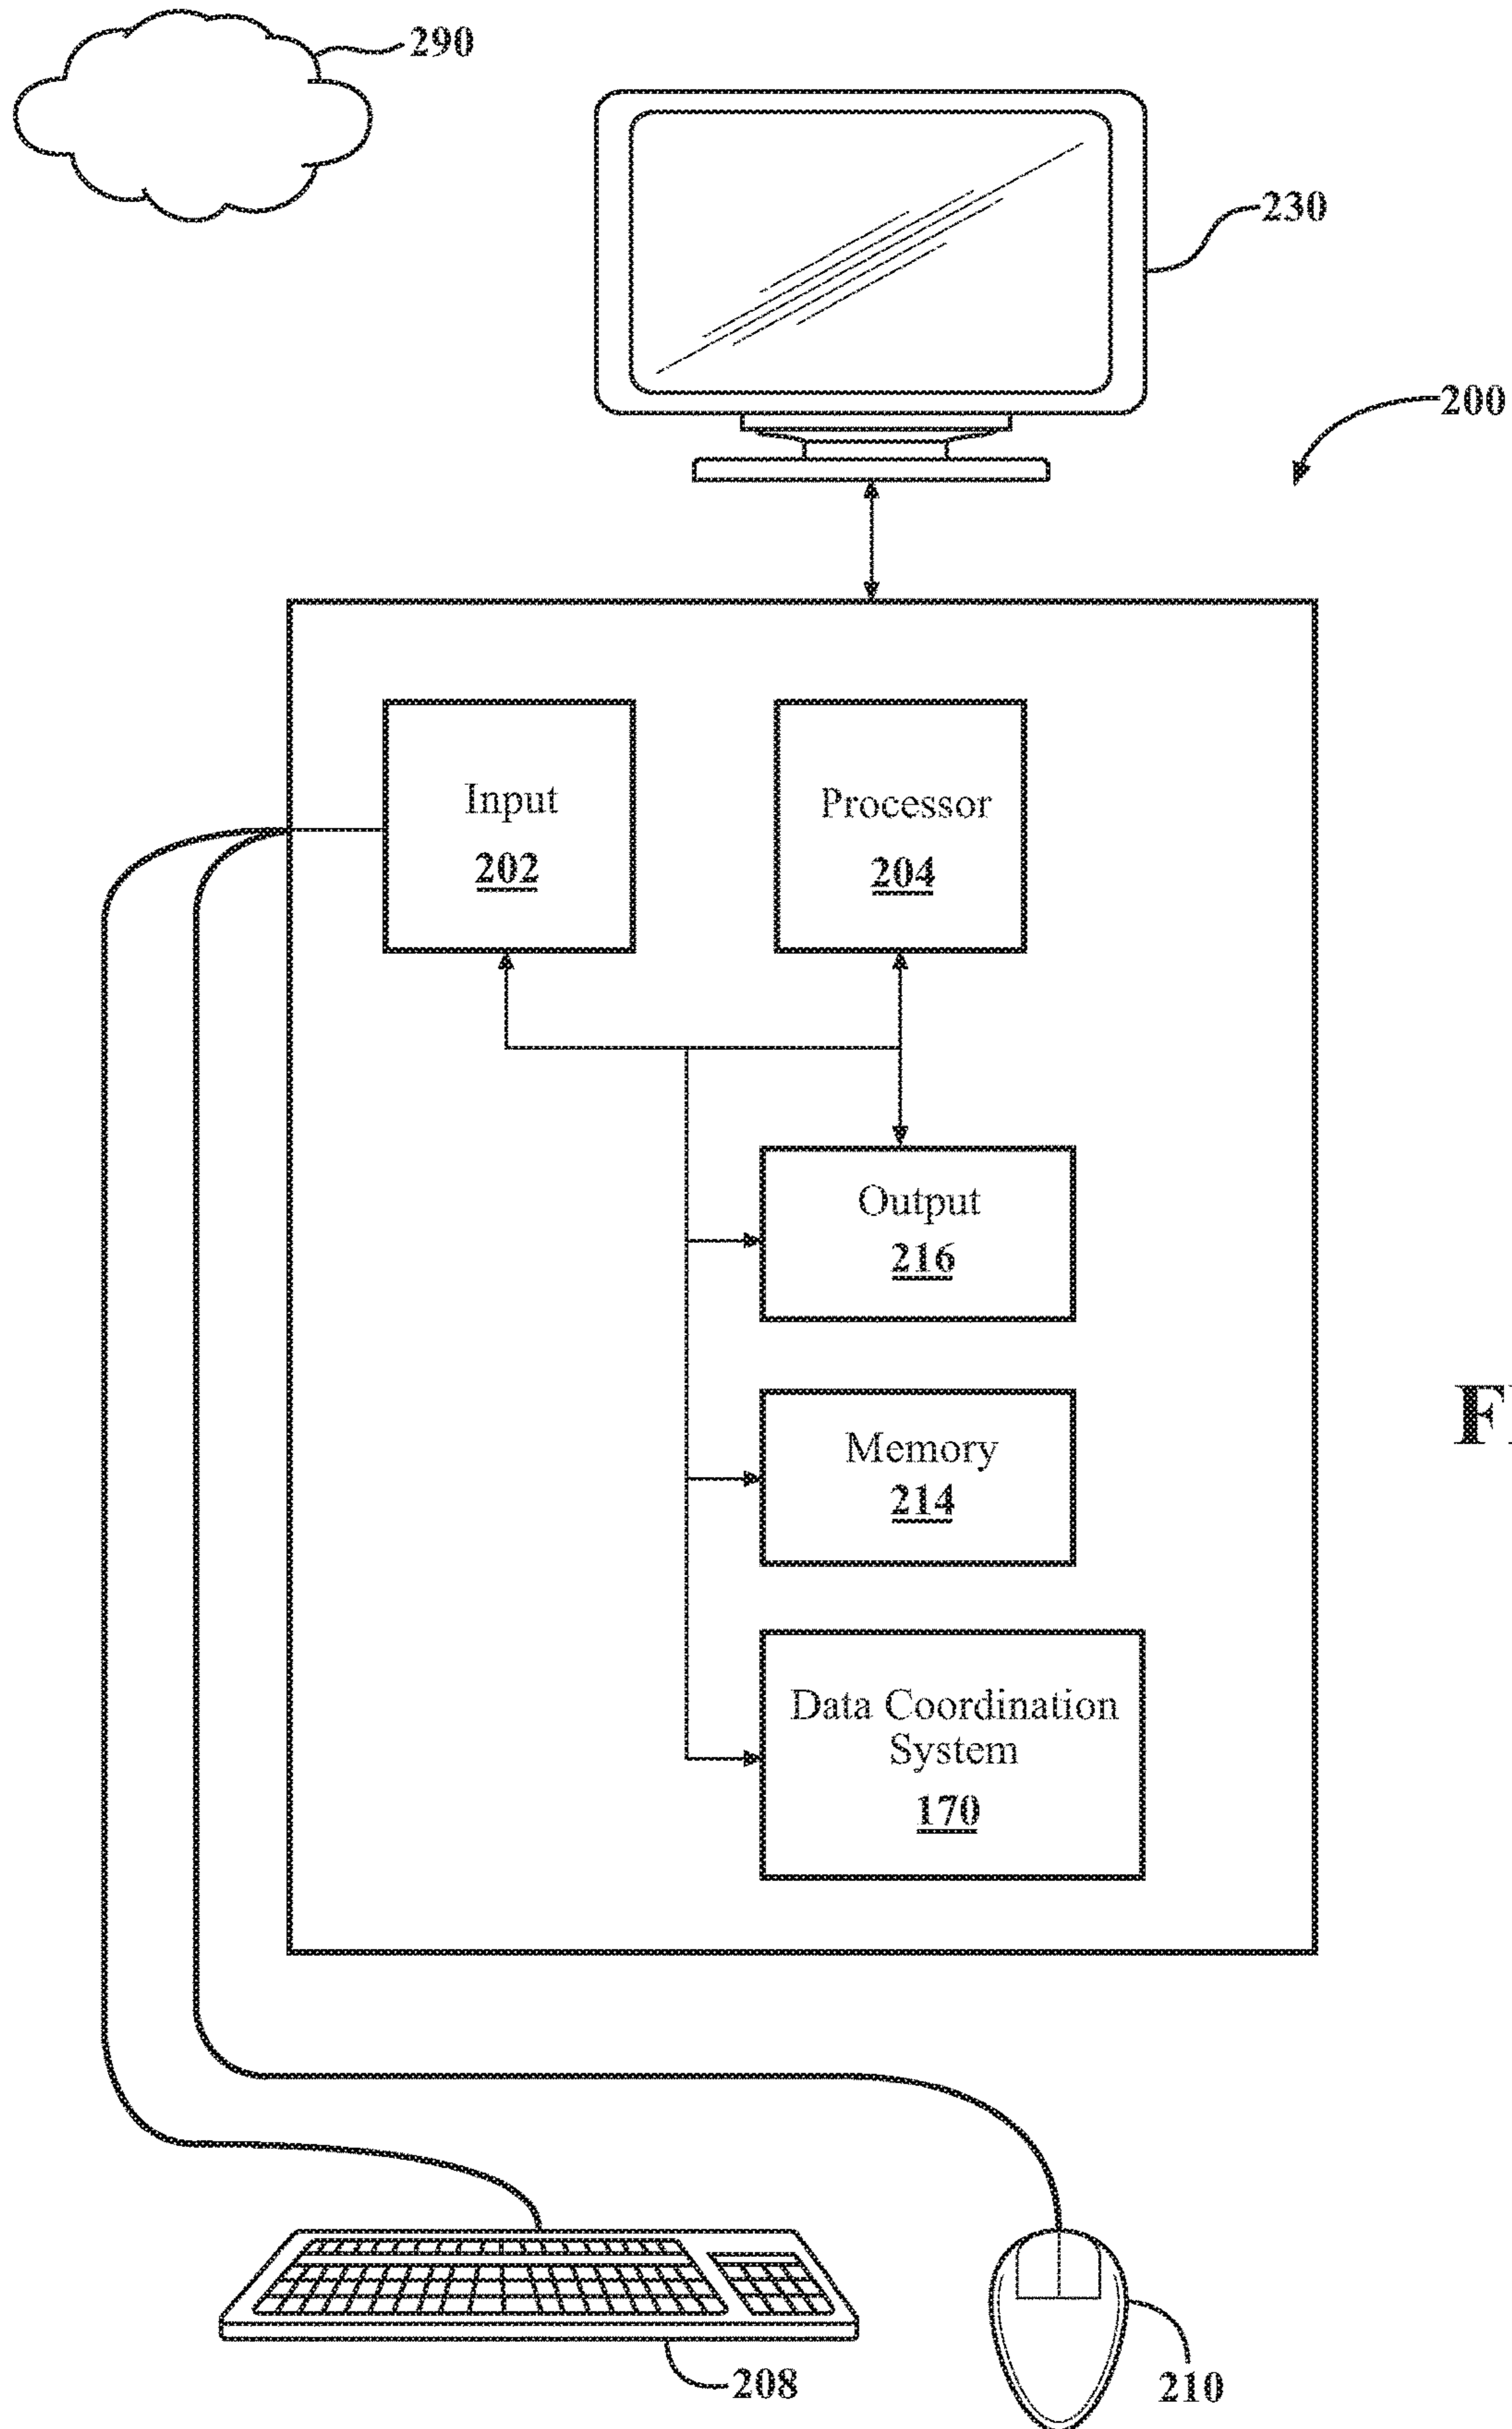 290
230
200
Input
202
Processor
204
Output
216
Memory
214
Data Coordination
System
170
208
210